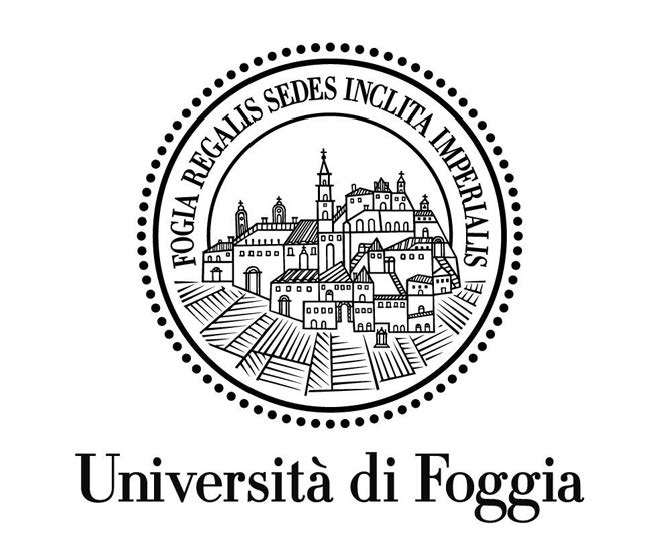 FOGIA REGALIS SEDES INCLITA IMPERIALIS
Università di Foggia